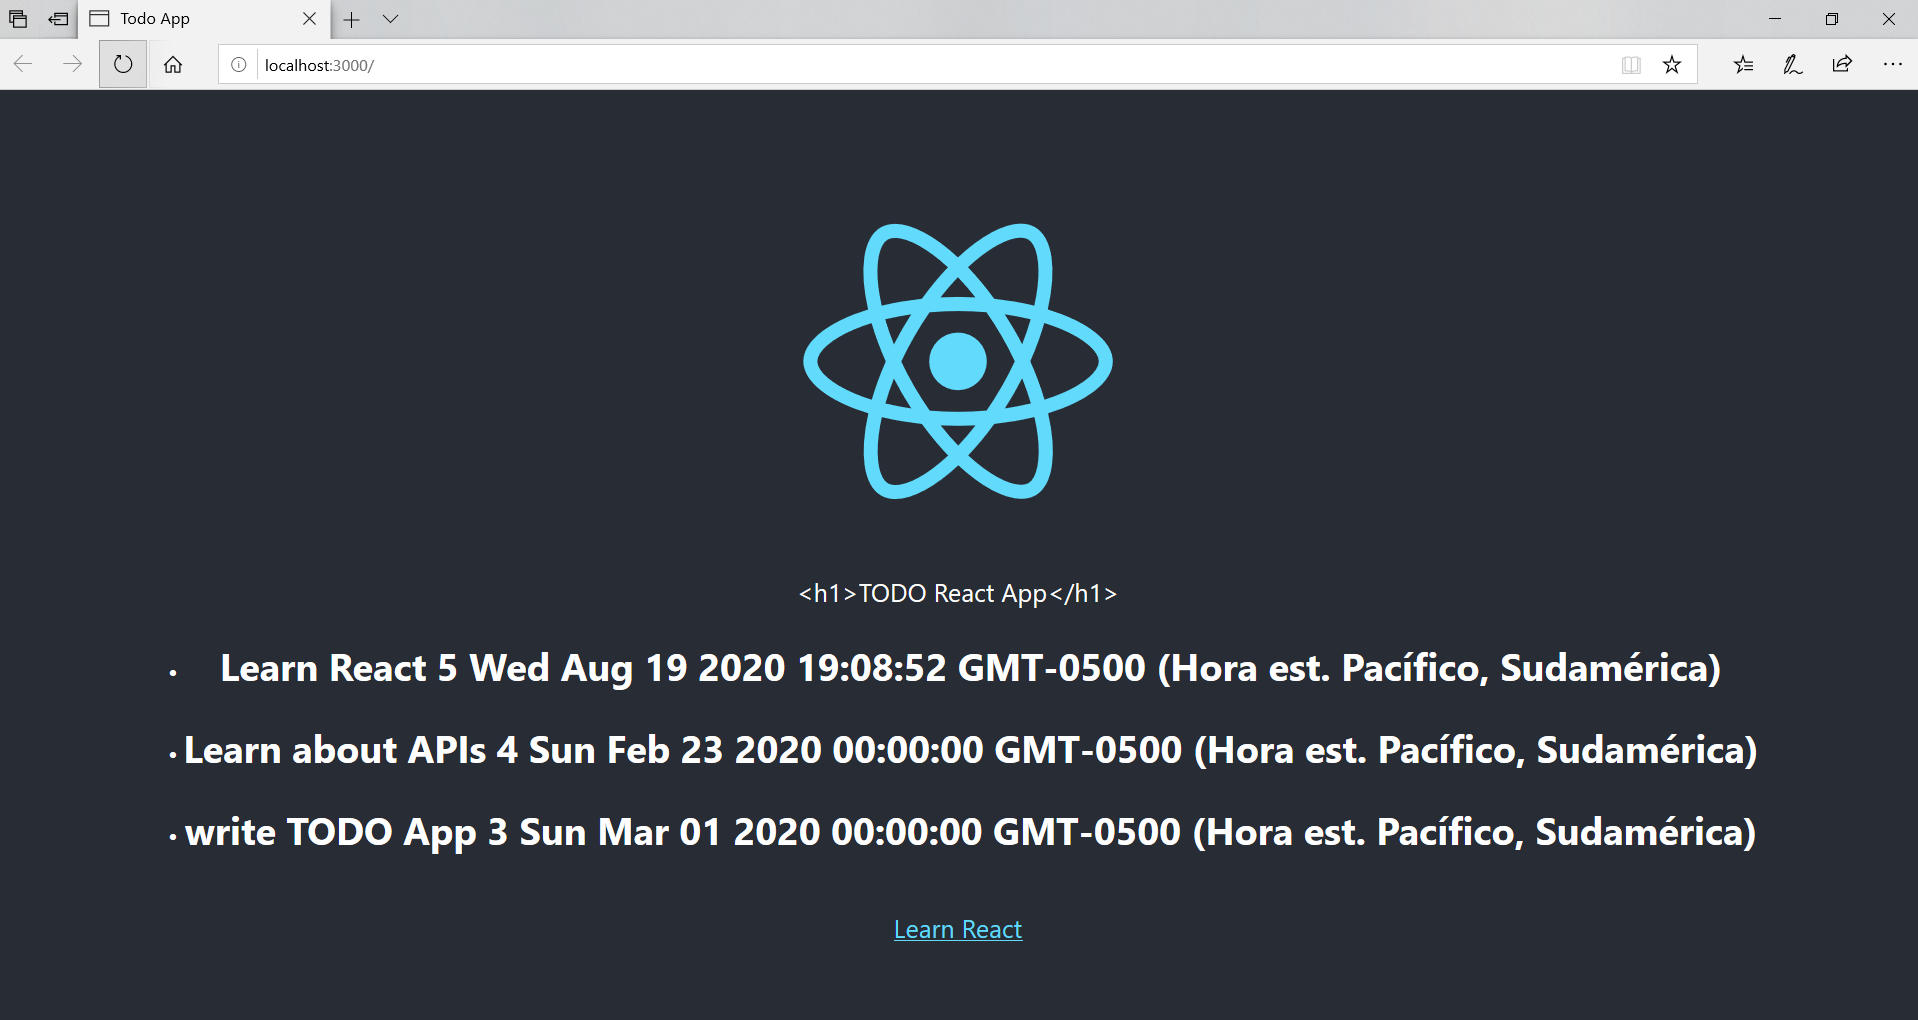 Todo App
localhost:3000/
<h1>TODO React App</h1>
• Learn React 5 Wed Aug 19 2020 19:08:52 GMT-0500 (Hora est. Pacífico, Sudamérica)
• Learn about APIs 4 Sun Feb 23 2020 00:00:00 GMT-0500 (Hora est. Pacífico, Sudamérica)
• write TODO App 3 Sun Mar 01 2020 00:00:00 GMT-0500 (Hora est. Pacífico, Sudamérica)
Learn React